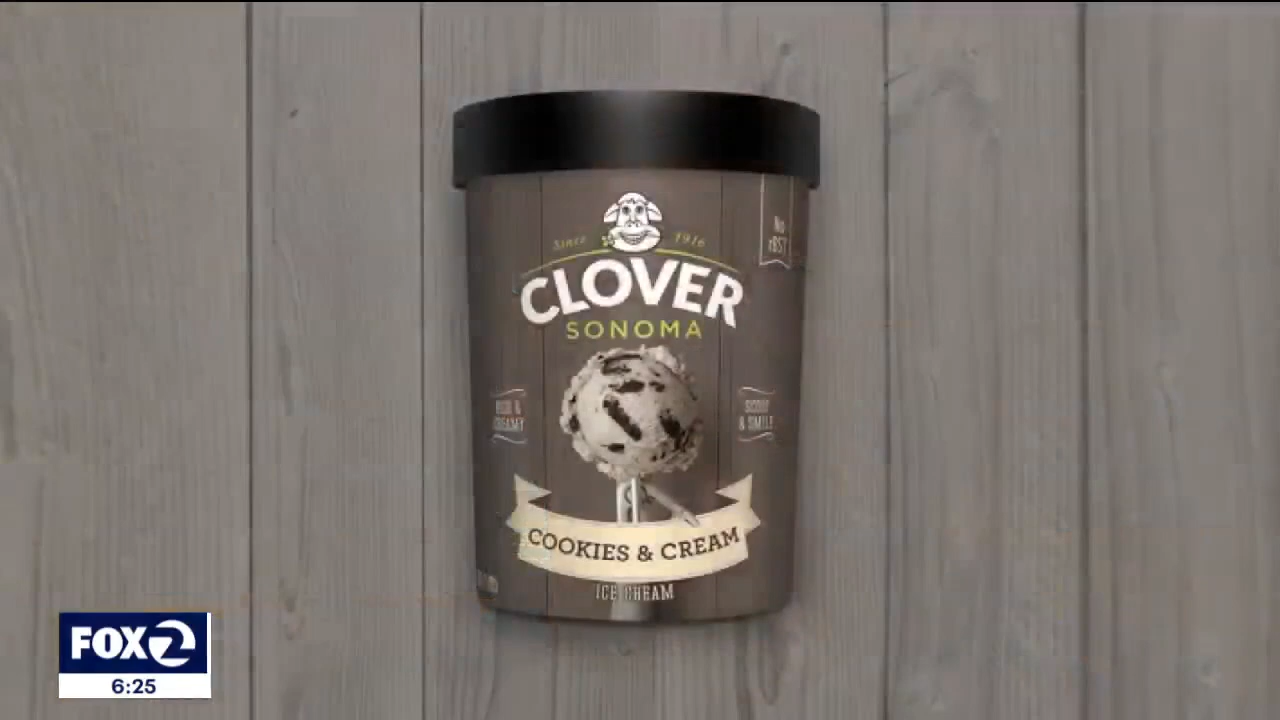 Since 1916
CLOVER
SONOMA
No
rBST
RICH &
CREAMY
SCOOP
& SMILE
COOKIES & CREAM
ICE CREAM
FOX 2
6:25